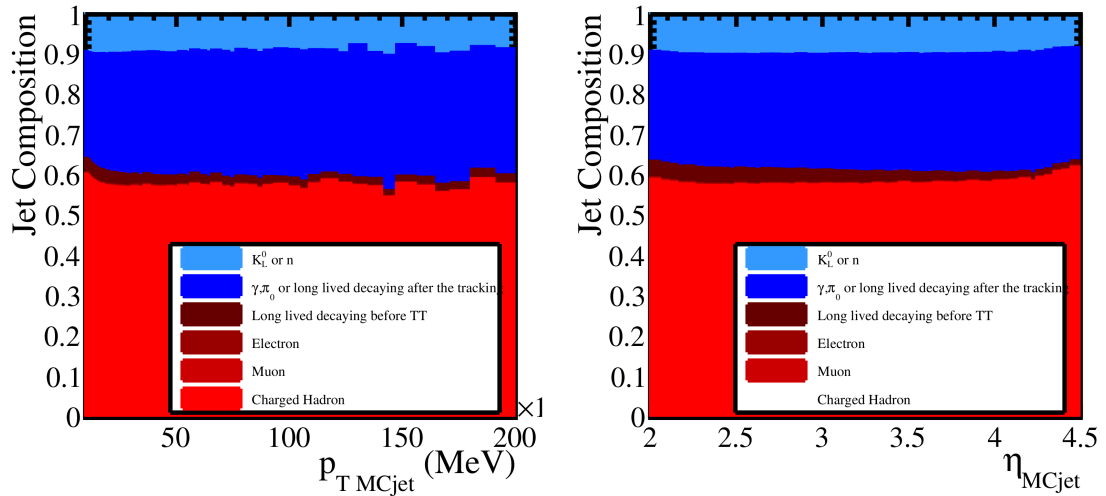 Jet Composition
1
0.9
0.8
0.7
0.6
0.5
0.4
0.3
0.2
0.1
0
K⁰_L or n
γ,π₀ or long lived decaying after the tracking
Long lived decaying before TT
Electron
Muon
Charged Hadron
×1
50
100
150
200
p_T MCjet (MeV)
Jet Composition
1
0.9
0.8
0.7
0.6
0.5
0.4
0.3
0.2
0.1
0
K⁰_L or n
γ,π₀ or long lived decaying after the tracking
Long lived decaying before TT
Electron
Muon
Charged Hadron
2
2.5
3
3.5
4
4.5
η_MCjet